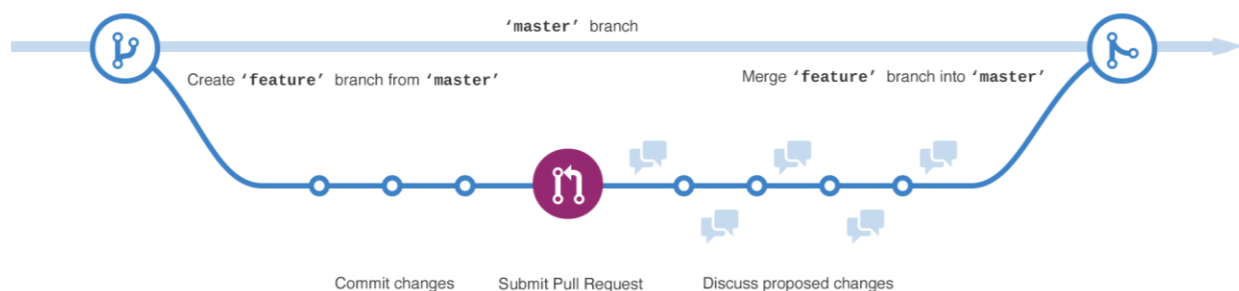 ‘master’ branch
Create ‘feature’ branch from ‘master’
Merge ‘feature’ branch into ‘master’
Commit changes
Submit Pull Request
Discuss proposed changes